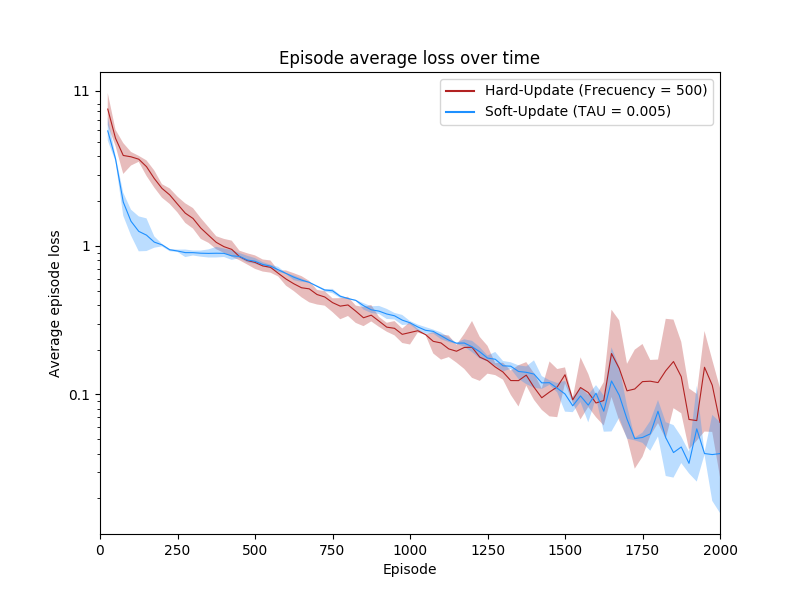 Episode average loss over time
Hard-Update (Frecuency = 500)
Soft-Update (TAU = 0.005)
Average episode loss
11
1
0.1
0
250
500
750
1000
1250
1500
1750
2000
Episode